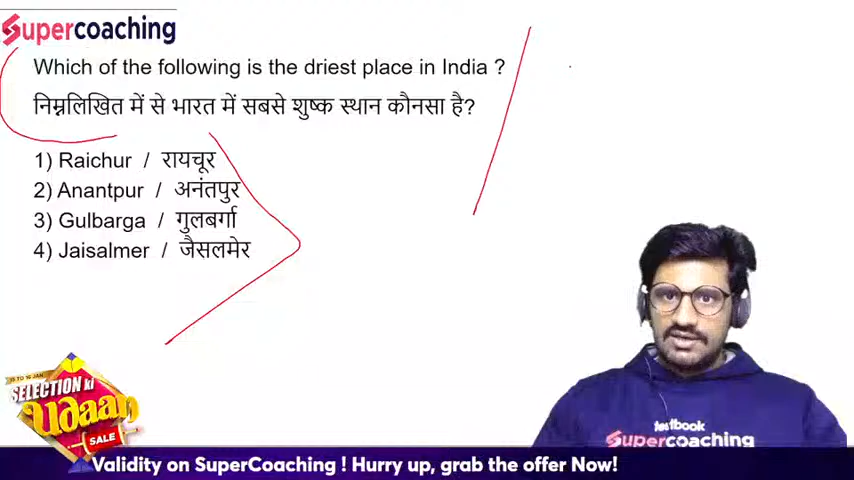 Supercoaching
Which of the following is the driest place in India ?
निम्नलिखित में से भारत में सबसे शुष्क स्थान कौनसा है?
1) Raichur / रायचूर
2) Anantpur / अनंतपुर
3) Gulbarga / गुलबर्गा
4) Jaisalmer / जैसलमेर
SELECTION ki
Udaan
SALE
testbook
Supercoaching
Validity on SuperCoaching ! Hurry up, grab the offer Now!